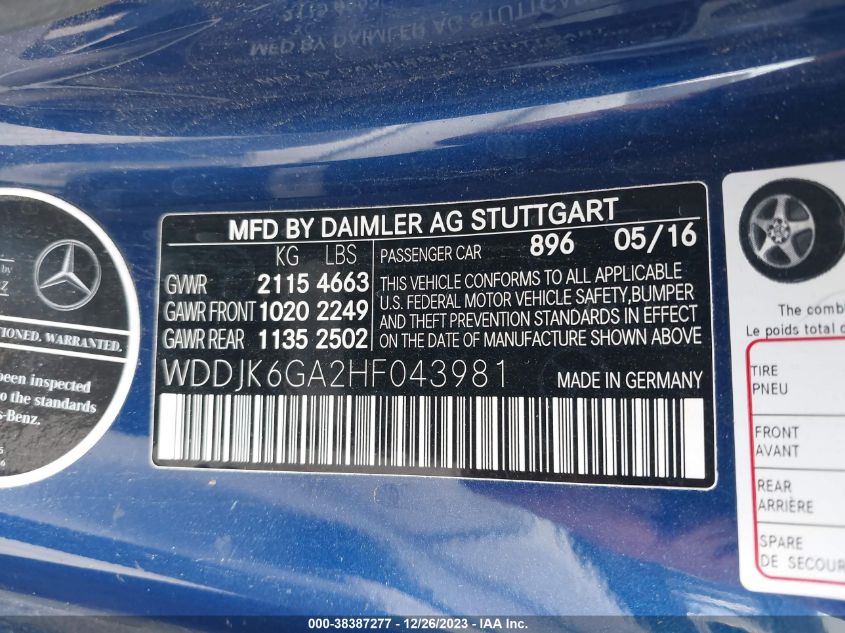 MFD BY DAIMLER AG STUTTGART
KG LBS
GVWR 2115 4663
GAWR FRONT 1020 2249
GAWR REAR 1135 2502
PASSENGER CAR 896 05/16
THIS VEHICLE CONFORMS TO ALL APPLICABLE
U.S. FEDERAL MOTOR VEHICLE SAFETY,BUMPER
AND THEFT PREVENTION STANDARDS IN EFFECT
ON THE DATE OF MANUFACTURE SHOWN ABOVE
WDDJK6GA2HF043981 MADE IN GERMANY
by
WARRANTED.
been inspected
to the standards
-Benz.
The comb
Le poids total
TIRE
PNEU
FRONT
AVANT
REAR
ARRIÈRE
SPARE
DE SECOUR
000-38387277 - 12/26/2023 - IAA Inc.